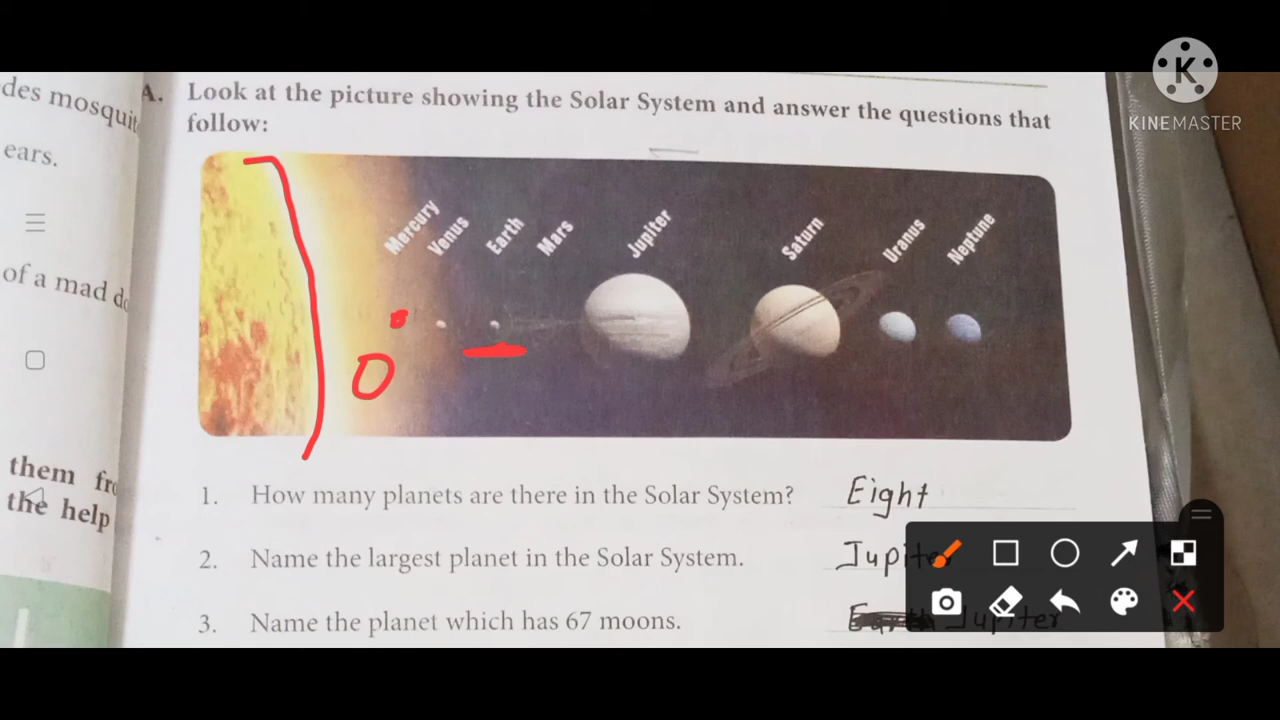 des mosquit
ears.
of a mad d
them fr
the help
A. Look at the picture showing the Solar System and answer the questions that
follow:
Mercury
Venus
Earth
Mars
Jupiter
Saturn
Uranus
Neptune
1. How many planets are there in the Solar System? Eight
2. Name the largest planet in the Solar System. Jupiter
3. Name the planet which has 67 moons. Jupiter
K
KINEMASTER